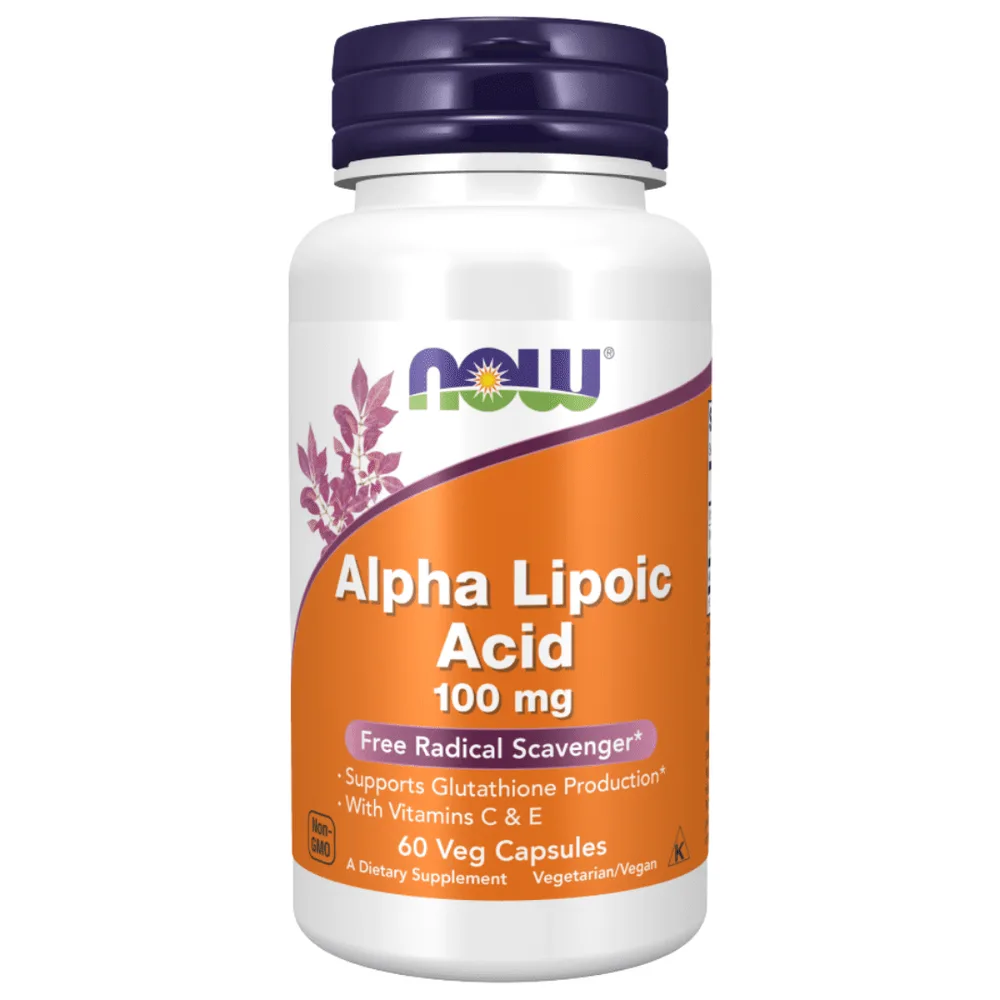 NOW®
Alpha Lipoic
Acid
100 mg
Free Radical Scavenger*
· Supports Glutathione Production*
· With Vitamins C & E
60 Veg Capsules
A Dietary Supplement Vegetarian/Vegan
Non-
GMO
K